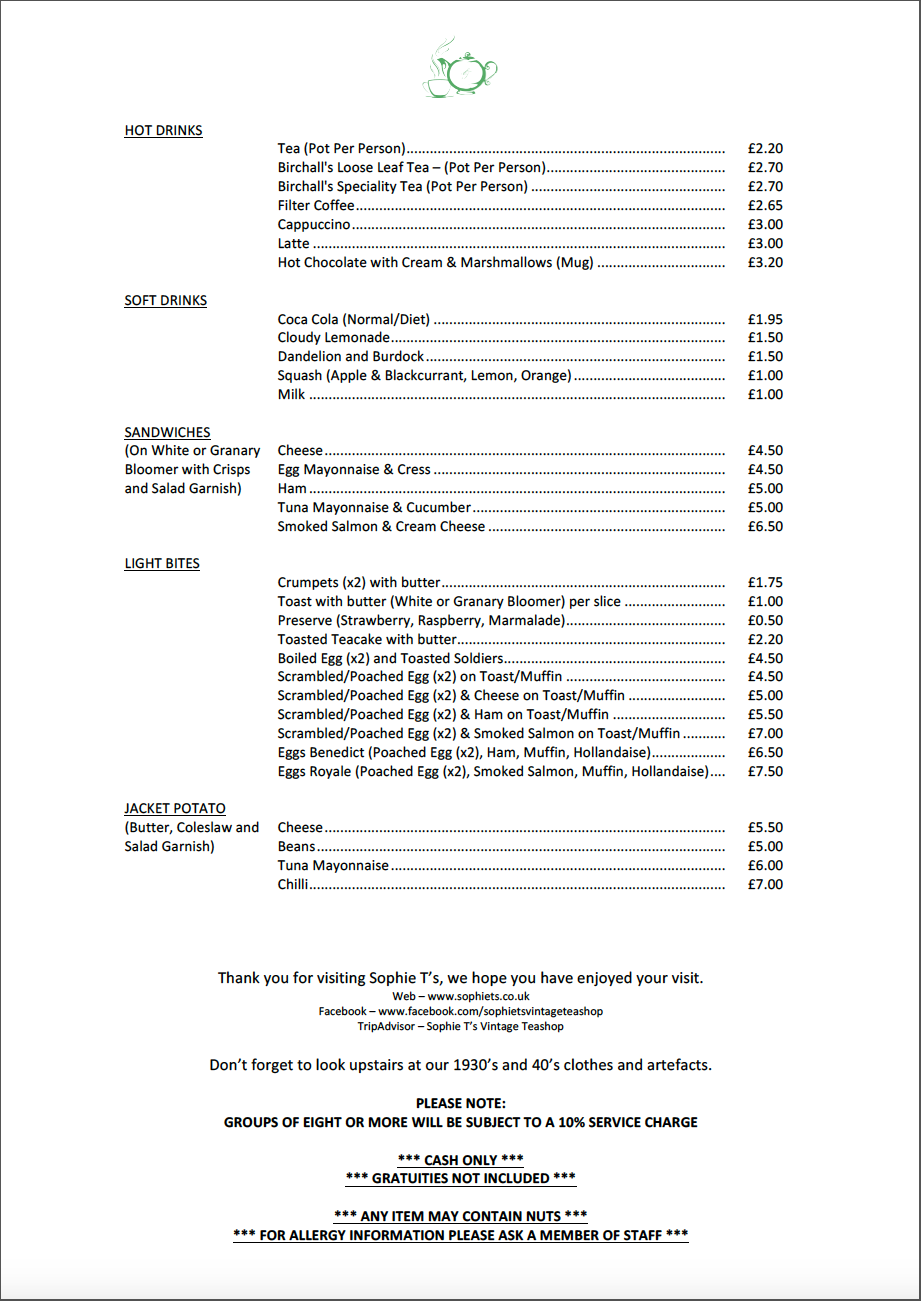 HOT DRINKS
Tea (Pot Per Person)........................................ £2.20
Birchall's Loose Leaf Tea – (Pot Per Person)........................................ £2.70
Birchall's Speciality Tea (Pot Per Person) ........................................ £2.70
Filter Coffee........................................ £2.65
Cappuccino........................................ £3.00
Latte ........................................ £3.00
Hot Chocolate with Cream & Marshmallows (Mug) ................................ £3.20
SOFT DRINKS
Coca Cola (Normal/Diet) ........................................ £1.95
Cloudy Lemonade........................................ £1.50
Dandelion and Burdock........................................ £1.50
Squash (Apple & Blackcurrant, Lemon, Orange) ...................................... £1.00
Milk ........................................ £1.00
SANDWICHES
(On White or Granary Cheese........................................ £4.50
Bloomer with Crisps Egg Mayonnaise & Cress ........................................ £4.50
and Salad Garnish) Ham ........................................ £5.00
Tuna Mayonnaise & Cucumber........................................ £5.00
Smoked Salmon & Cream Cheese ........................................ £6.50
LIGHT BITES
Crumpets (x2) with butter........................................ £1.75
Toast with butter (White or Granary Bloomer) per slice ......................... £1.00
Preserve (Strawberry, Raspberry, Marmalade)........................................ £0.50
Toasted Teacake with butter........................................ £2.20
Boiled Egg (x2) and Toasted Soldiers........................................ £4.50
Scrambled/Poached Egg (x2) on Toast/Muffin ........................................ £4.50
Scrambled/Poached Egg (x2) & Cheese on Toast/Muffin ........................ £5.00
Scrambled/Poached Egg (x2) & Ham on Toast/Muffin ............................ £5.50
Scrambled/Poached Egg (x2) & Smoked Salmon on Toast/Muffin ........... £7.00
Eggs Benedict (Poached Egg (x2), Ham, Muffin, Hollandaise).................. £6.50
Eggs Royale (Poached Egg (x2), Smoked Salmon, Muffin, Hollandaise).... £7.50
JACKET POTATO
(Butter, Coleslaw and Cheese........................................ £5.50
Salad Garnish) Beans........................................ £5.00
Tuna Mayonnaise........................................ £6.00
Chilli........................................ £7.00
Thank you for visiting Sophie T’s, we hope you have enjoyed your visit.
Web – www.sophiets.co.uk
Facebook – www.facebook.com/sophietsvintageteashop
TripAdvisor – Sophie T’s Vintage Teashop
Don’t forget to look upstairs at our 1930’s and 40’s clothes and artefacts.
PLEASE NOTE:
GROUPS OF EIGHT OR MORE WILL BE SUBJECT TO A 10% SERVICE CHARGE
*** CASH ONLY ***
*** GRATUITIES NOT INCLUDED ***
*** ANY ITEM MAY CONTAIN NUTS ***
*** FOR ALLERGY INFORMATION PLEASE ASK A MEMBER OF STAFF ***